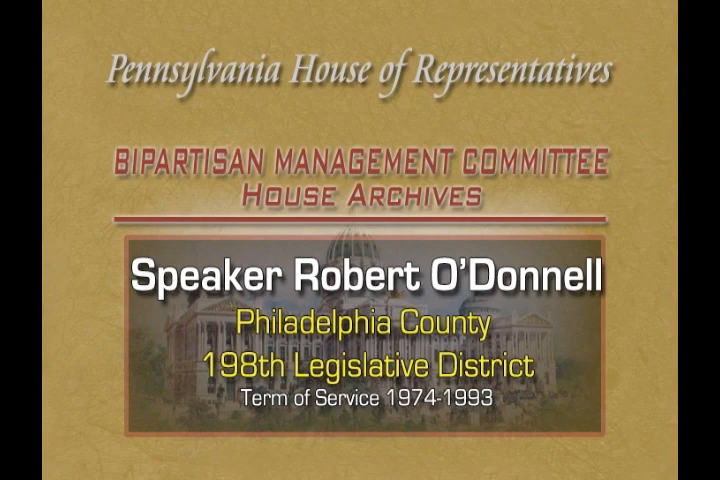 Pennsylvania House of Representatives
BIPARTISAN MANAGEMENT COMMITTEE
HOUSE ARCHIVES
Speaker Robert O'Donnell
Philadelphia County
198th Legislative District
Term of Service 1974-1993